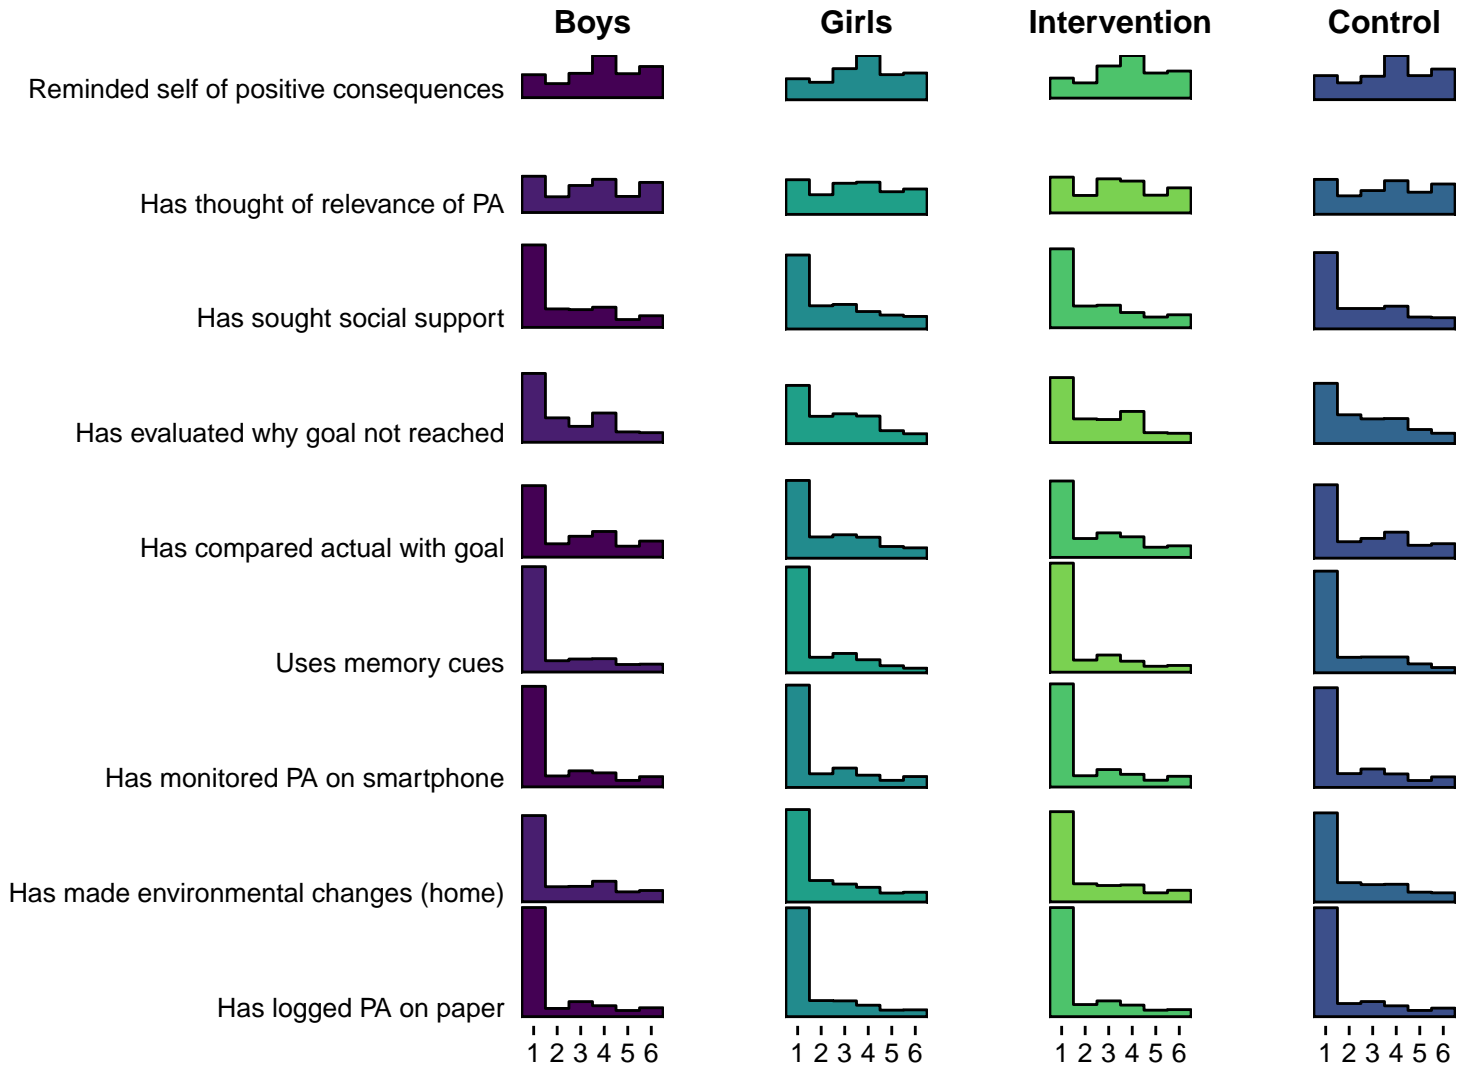 Boys Girls Intervention Control
Reminded self of positive consequences
Has thought of relevance of PA
Has sought social support
Has evaluated why goal not reached
Has compared actual with goal
Uses memory cues
Has monitored PA on smartphone
Has made environmental changes (home)
Has logged PA on paper
1 2 3 4 5 6 1 2 3 4 5 6 1 2 3 4 5 6 1 2 3 4 5 6